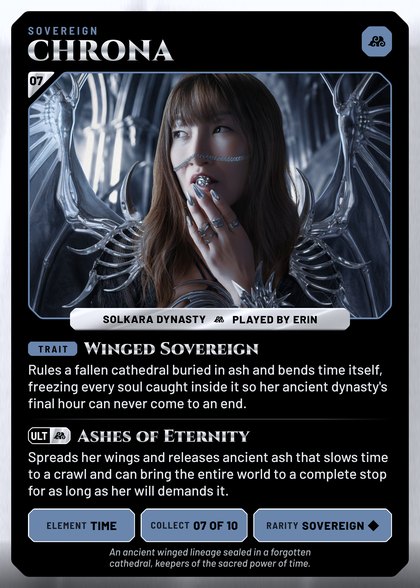 SOVEREIGN
CHRONA
07
SOLKARA DYNASTY PLAYED BY ERIN
TRAIT WINGED SOVEREIGN
Rules a fallen cathedral buried in ash and bends time itself,
freezing every soul caught inside it so her ancient dynasty's
final hour can never come to an end.
ULT ASHES OF ETERNITY
Spreads her wings and releases ancient ash that slows time
to a crawl and can bring the entire world to a complete stop
for as long as her will demands it.
ELEMENT TIME COLLECT 07 OF 10 RARITY SOVEREIGN
An ancient winged lineage sealed in a forgotten
cathedral, keepers of the sacred power of time.